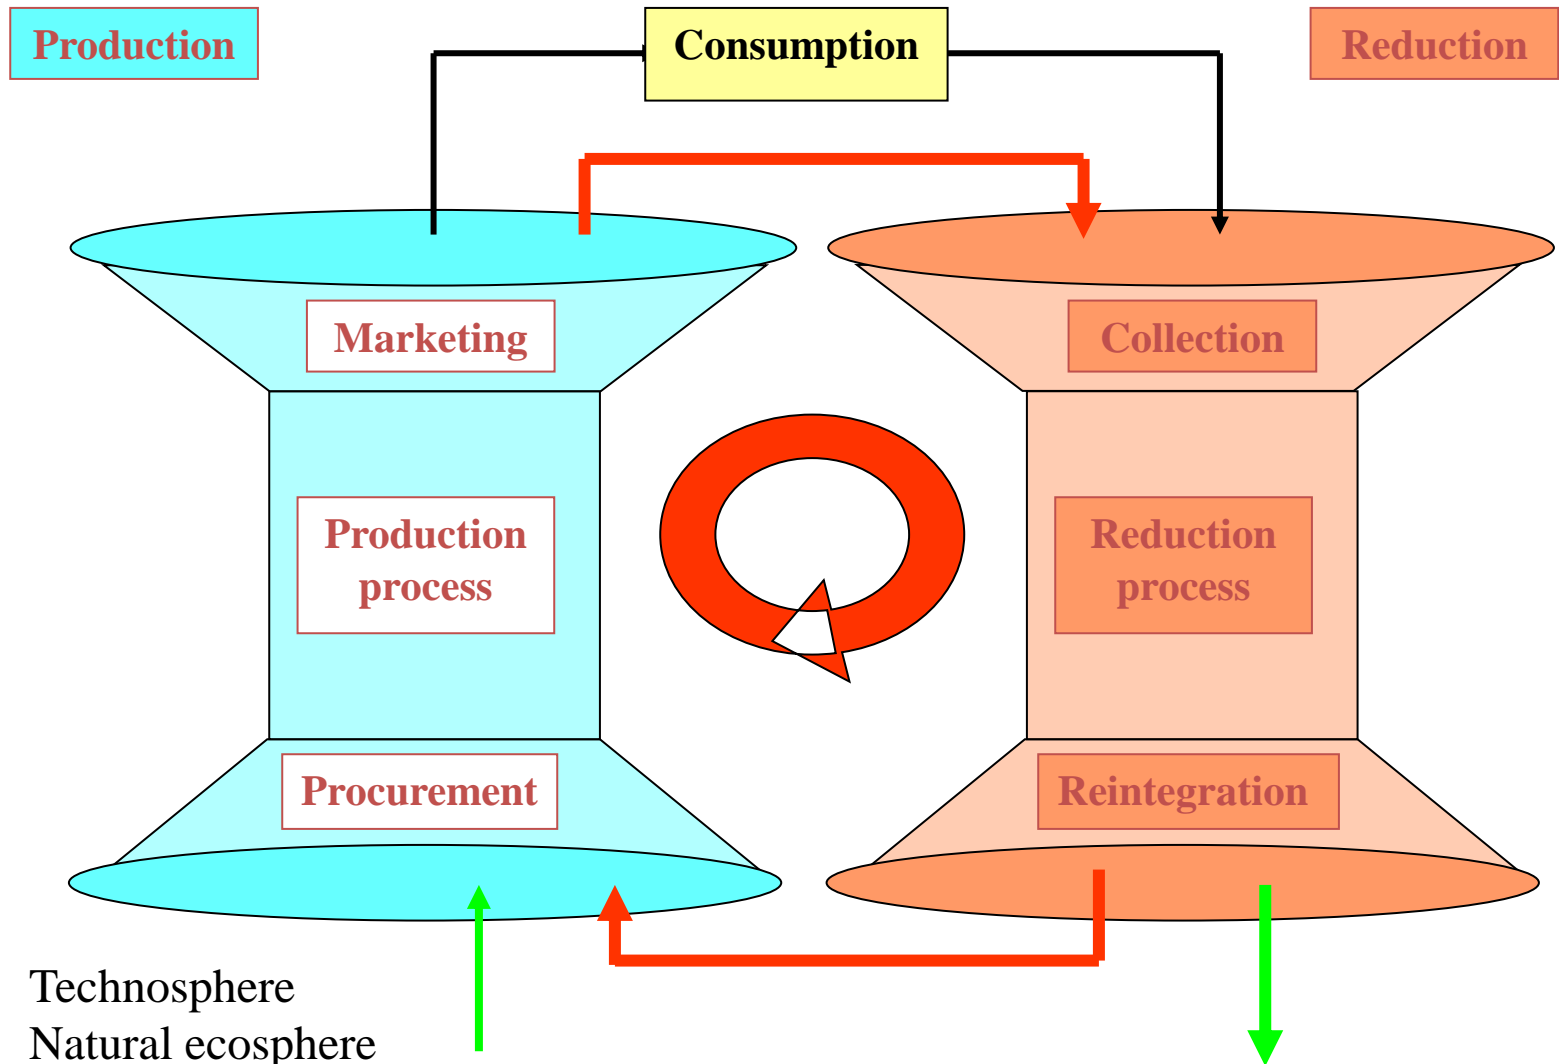 Production
Consumption
Reduction
Marketing
Collection
Production
process
Reduction
process
Procurement
Reintegration
Technosphere
Natural ecosphere